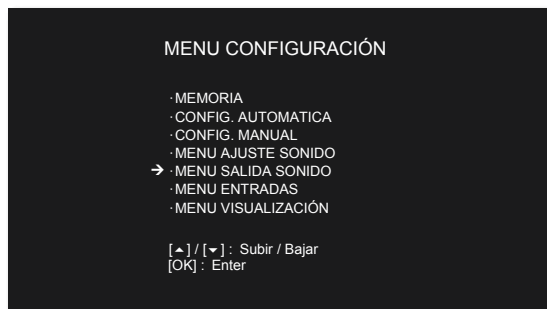 MENU CONFIGURACIÓN
·MEMORIA
·CONFIG. AUTOMATICA
·CONFIG. MANUAL
·MENU AJUSTE SONIDO
➔ ·MENU SALIDA SONIDO
·MENU ENTRADAS
·MENU VISUALIZACIÓN
[▲] / [▼] : Subir / Bajar
[OK] : Enter